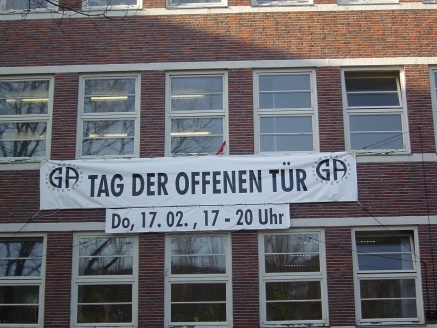 GA TAG DER OFFENEN TÜR GA
Do, 17. 02. , 17 - 20 Uhr